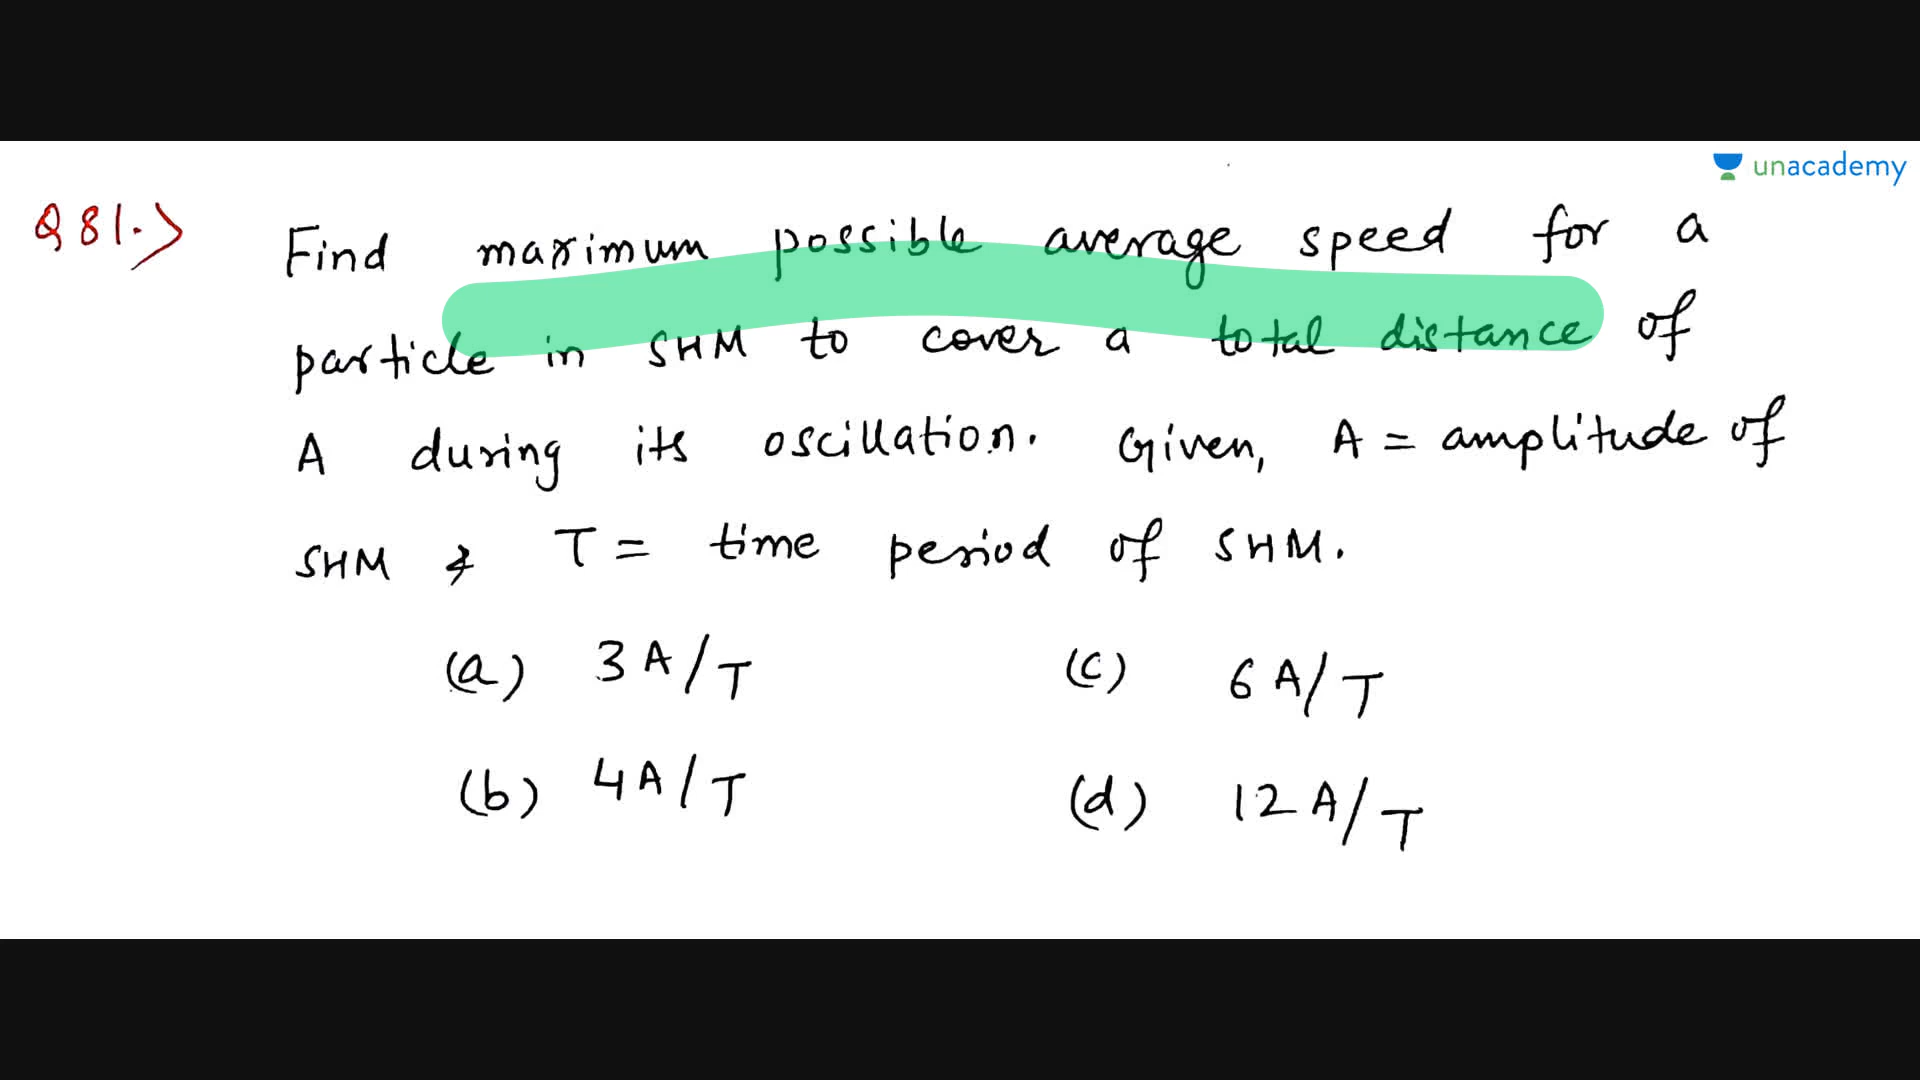 unacademy
Q81.>
Find maximum possible average speed for a
particle in SHM to cover a total distance of
A during its oscillation. Given, A = amplitude of
SHM & T = time period of SHM.
(a) 3A/T
(c) 6A/T
(b) 4A/T
(d) 12A/T